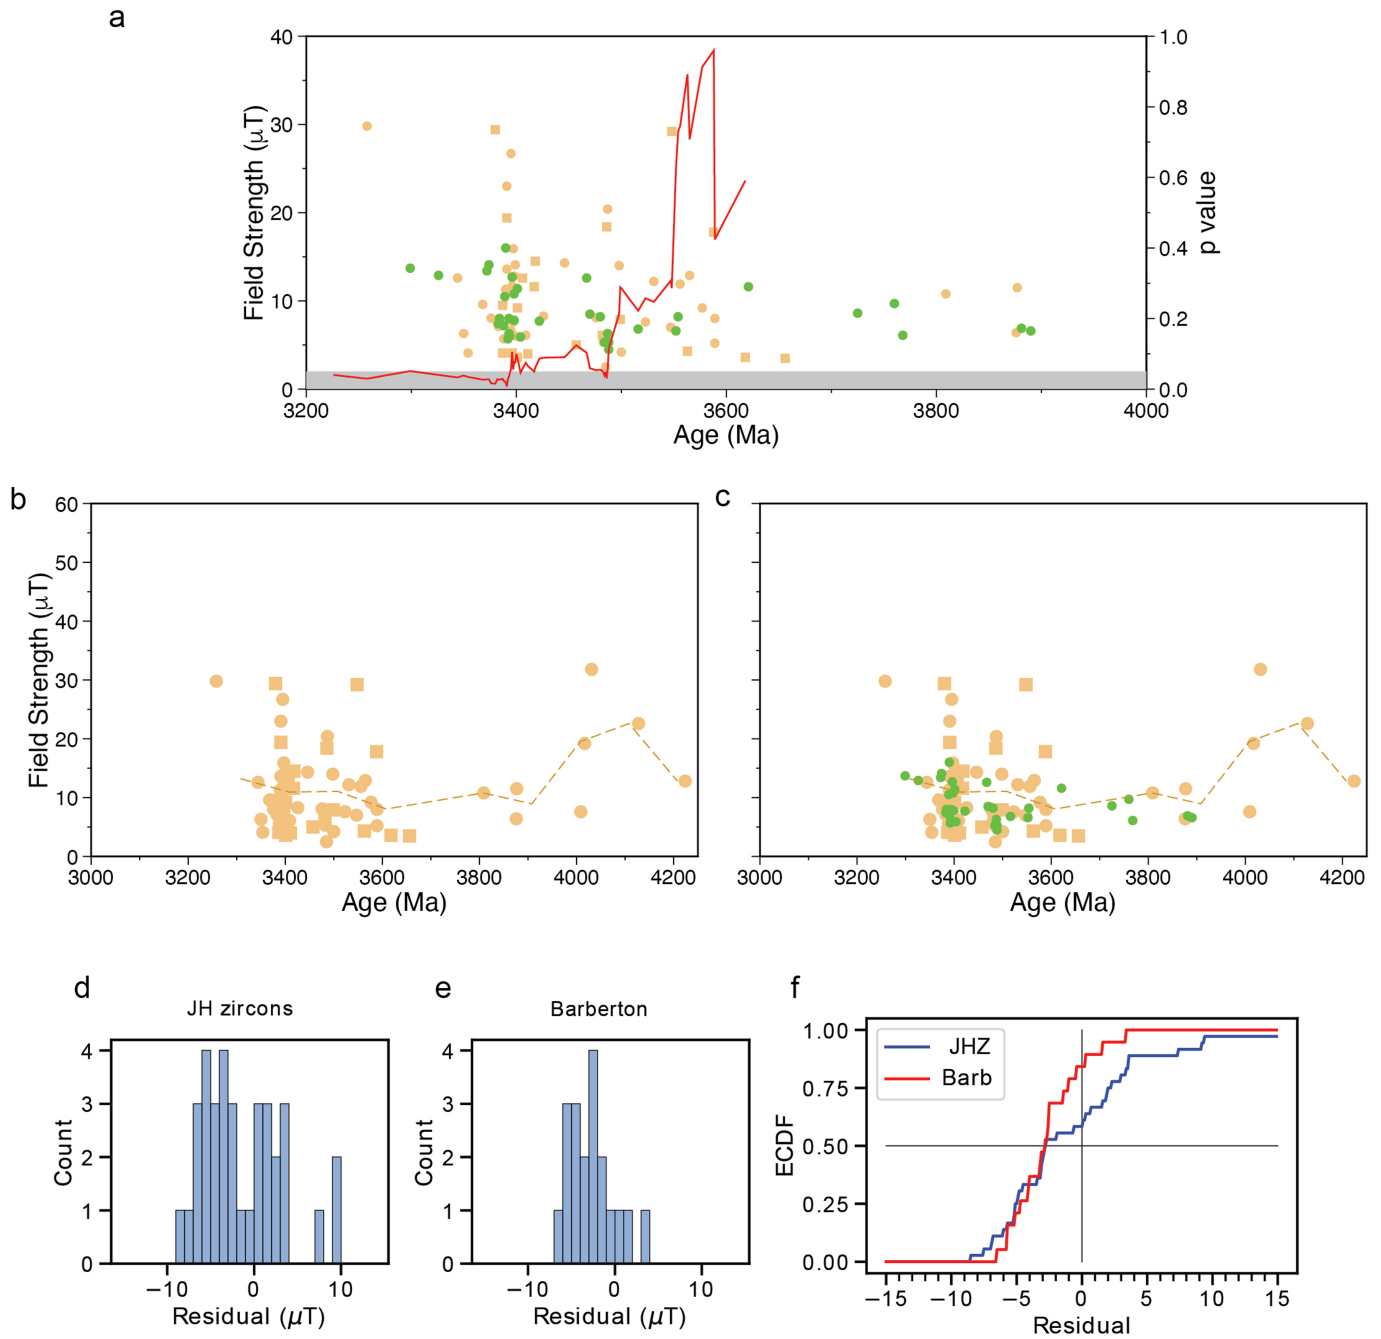 a
40
30
20
10
0
Field Strength (μT)
1.0
0.8
0.6
0.4
0.2
0.0
p value
3200 3400 3600 3800 4000
Age (Ma)
b
60
50
40
30
20
10
0
Field Strength (μT)
3000 3200 3400 3600 3800 4000 4200
Age (Ma)
c
3000 3200 3400 3600 3800 4000 4200
Age (Ma)
d
JH zircons
4
3
2
1
0
Count
−10 0 10
Residual (μT)
e
Barberton
4
3
2
1
0
Count
−10 0 10
Residual (μT)
f
JHZ
Barb
1.00
0.75
0.50
0.25
0.00
ECDF
−15 −10 −5 0 5 10 15
Residual